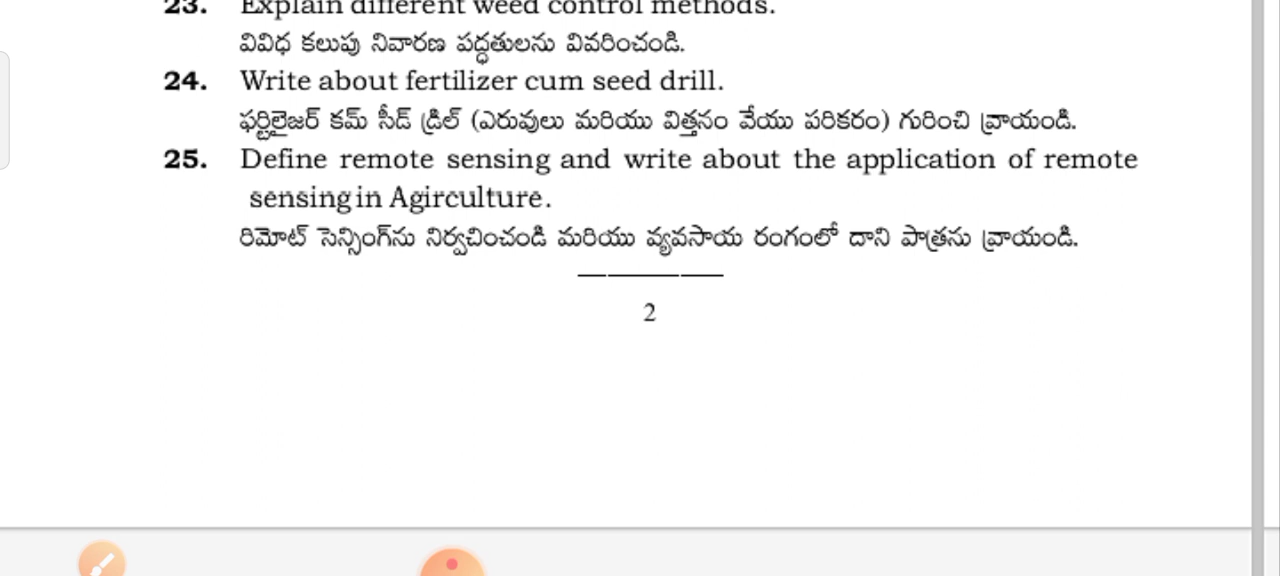 23. Explain different weed control methods.
వివిధ కలుపు నివారణ పద్ధతులను వివరించండి.
24. Write about fertilizer cum seed drill.
ఫర్టిలైజర్ కమ్ సీడ్ డ్రిల్ (ఎరువులు మరియు విత్తనం వేయు పరికరం) గురించి వ్రాయండి.
25. Define remote sensing and write about the application of remote
sensing in Agirculture.
రిమోట్ సెన్సింగ్‌ను నిర్వచించండి మరియు వ్యవసాయ రంగంలో దాని పాత్రను వ్రాయండి.
2